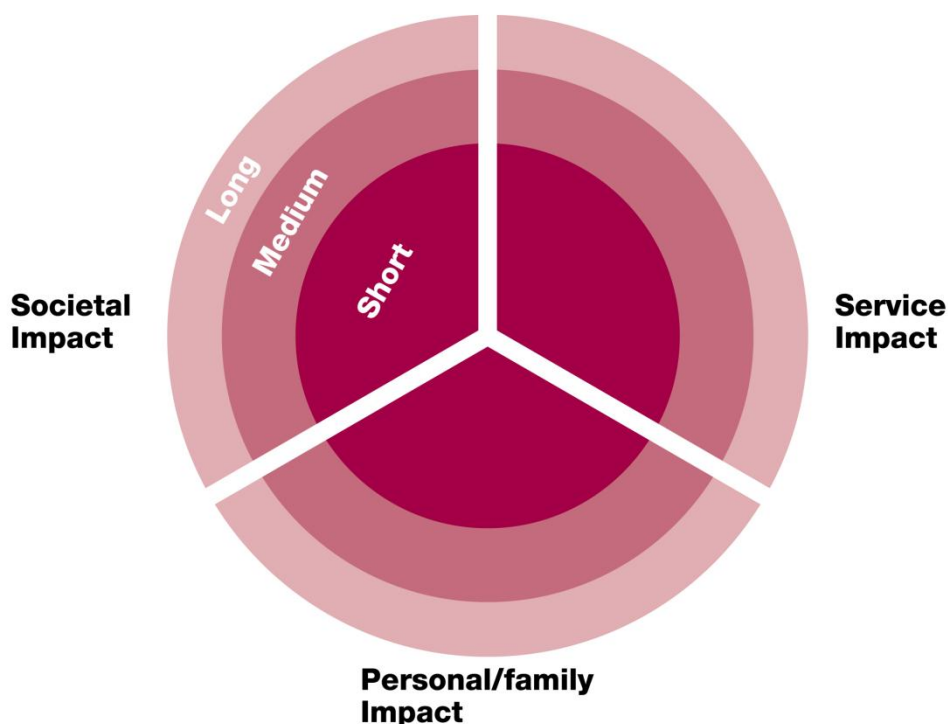 Long
Medium
Short
Societal
Impact
Service
Impact
Personal/family
Impact